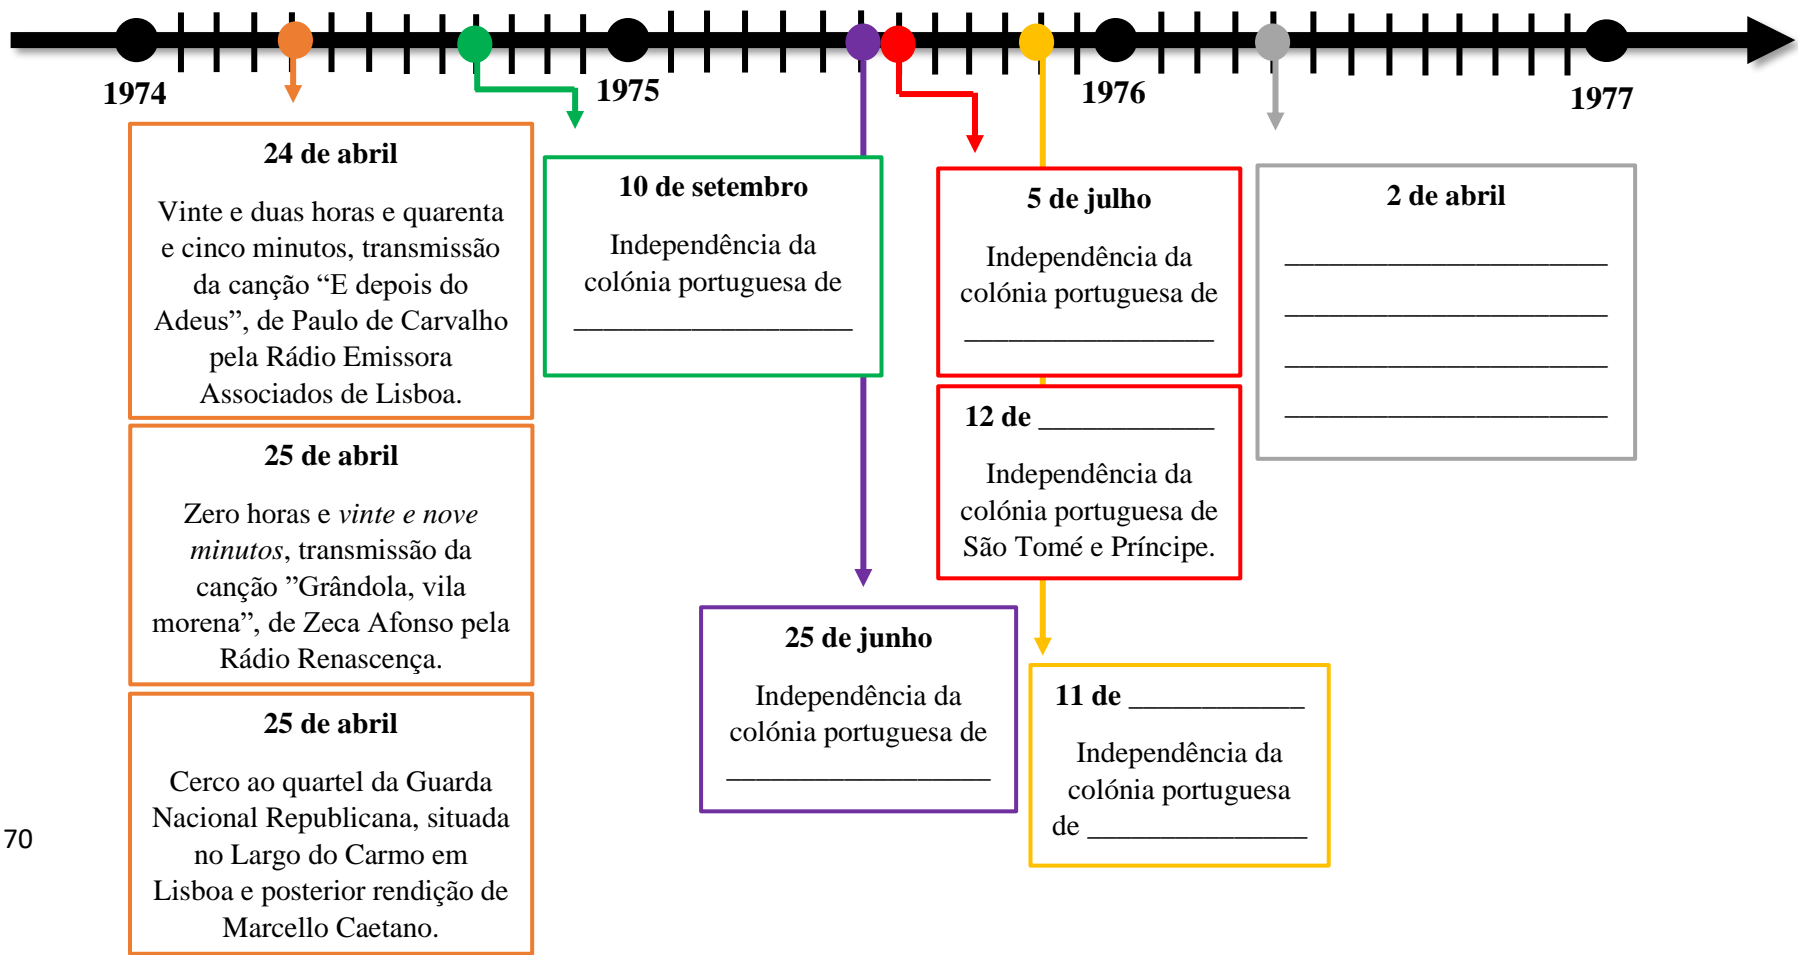 1974
1975
1976
1977
24 de abril
Vinte e duas horas e quarenta
e cinco minutos, transmissão
da canção “E depois do
Adeus”, de Paulo de Carvalho
pela Rádio Emissora
Associados de Lisboa.
25 de abril
Zero horas e vinte e nove
minutos, transmissão da
canção ”Grândola, vila
morena”, de Zeca Afonso pela
Rádio Renascença.
25 de abril
Cerco ao quartel da Guarda
Nacional Republicana, situada
no Largo do Carmo em
Lisboa e posterior rendição de
Marcello Caetano.
10 de setembro
Independência da
colónia portuguesa de
___________________
25 de junho
Independência da
colónia portuguesa de
__________________
5 de julho
Independência da
colónia portuguesa de
_________________
12 de ____________
Independência da
colónia portuguesa de
São Tomé e Príncipe.
11 de ____________
Independência da
colónia portuguesa
de _______________
2 de abril
______________________
______________________
______________________
______________________
70